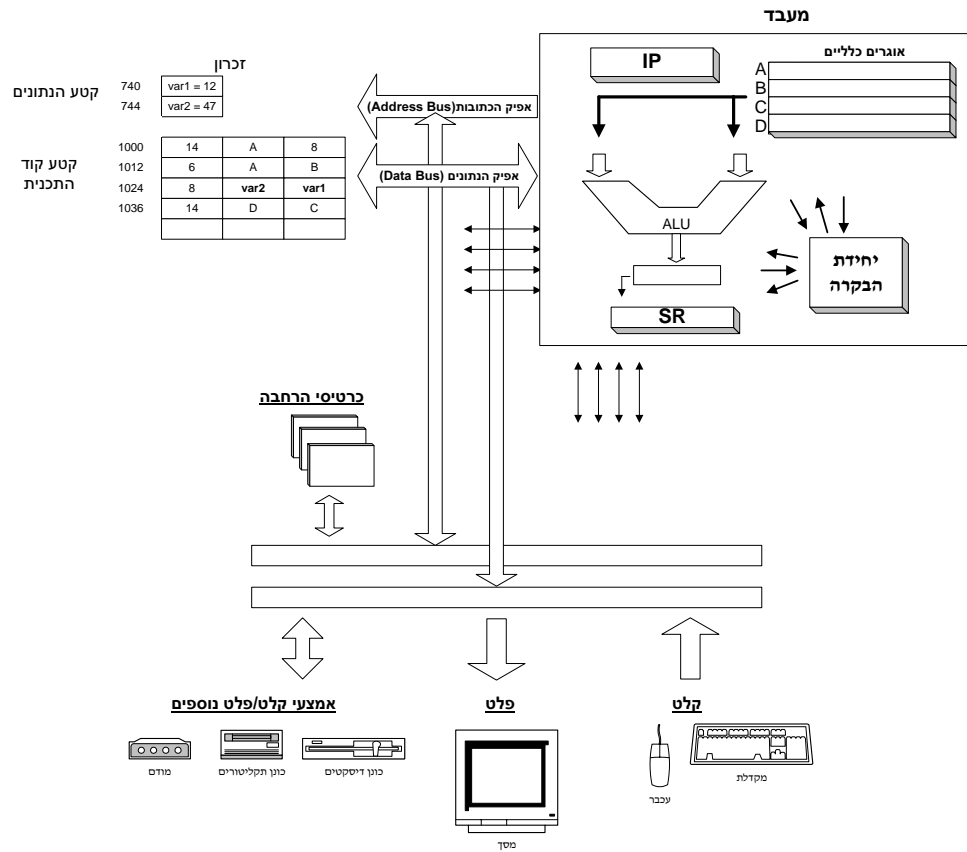 מעבד
אוגרים כלליים
IP
A
B
C
D
זכרון
קטע הנתונים
740 var1 = 12
744 var2 = 47
אפיק הכתובות(Address Bus)
קטע קוד
התכנית
1000 14 A 8
1012 6 A B
1024 8 var2 var1
1036 14 D C
אפיק הנתונים (Data Bus)
ALU
יחידת
הבקרה
SR
כרטיסי הרחבה
קלט
פלט
אמצעי קלט/פלט נוספים
מקדלת
עכבר
מסך
כונן דיסקטים
כונן תקליטורים
מודם